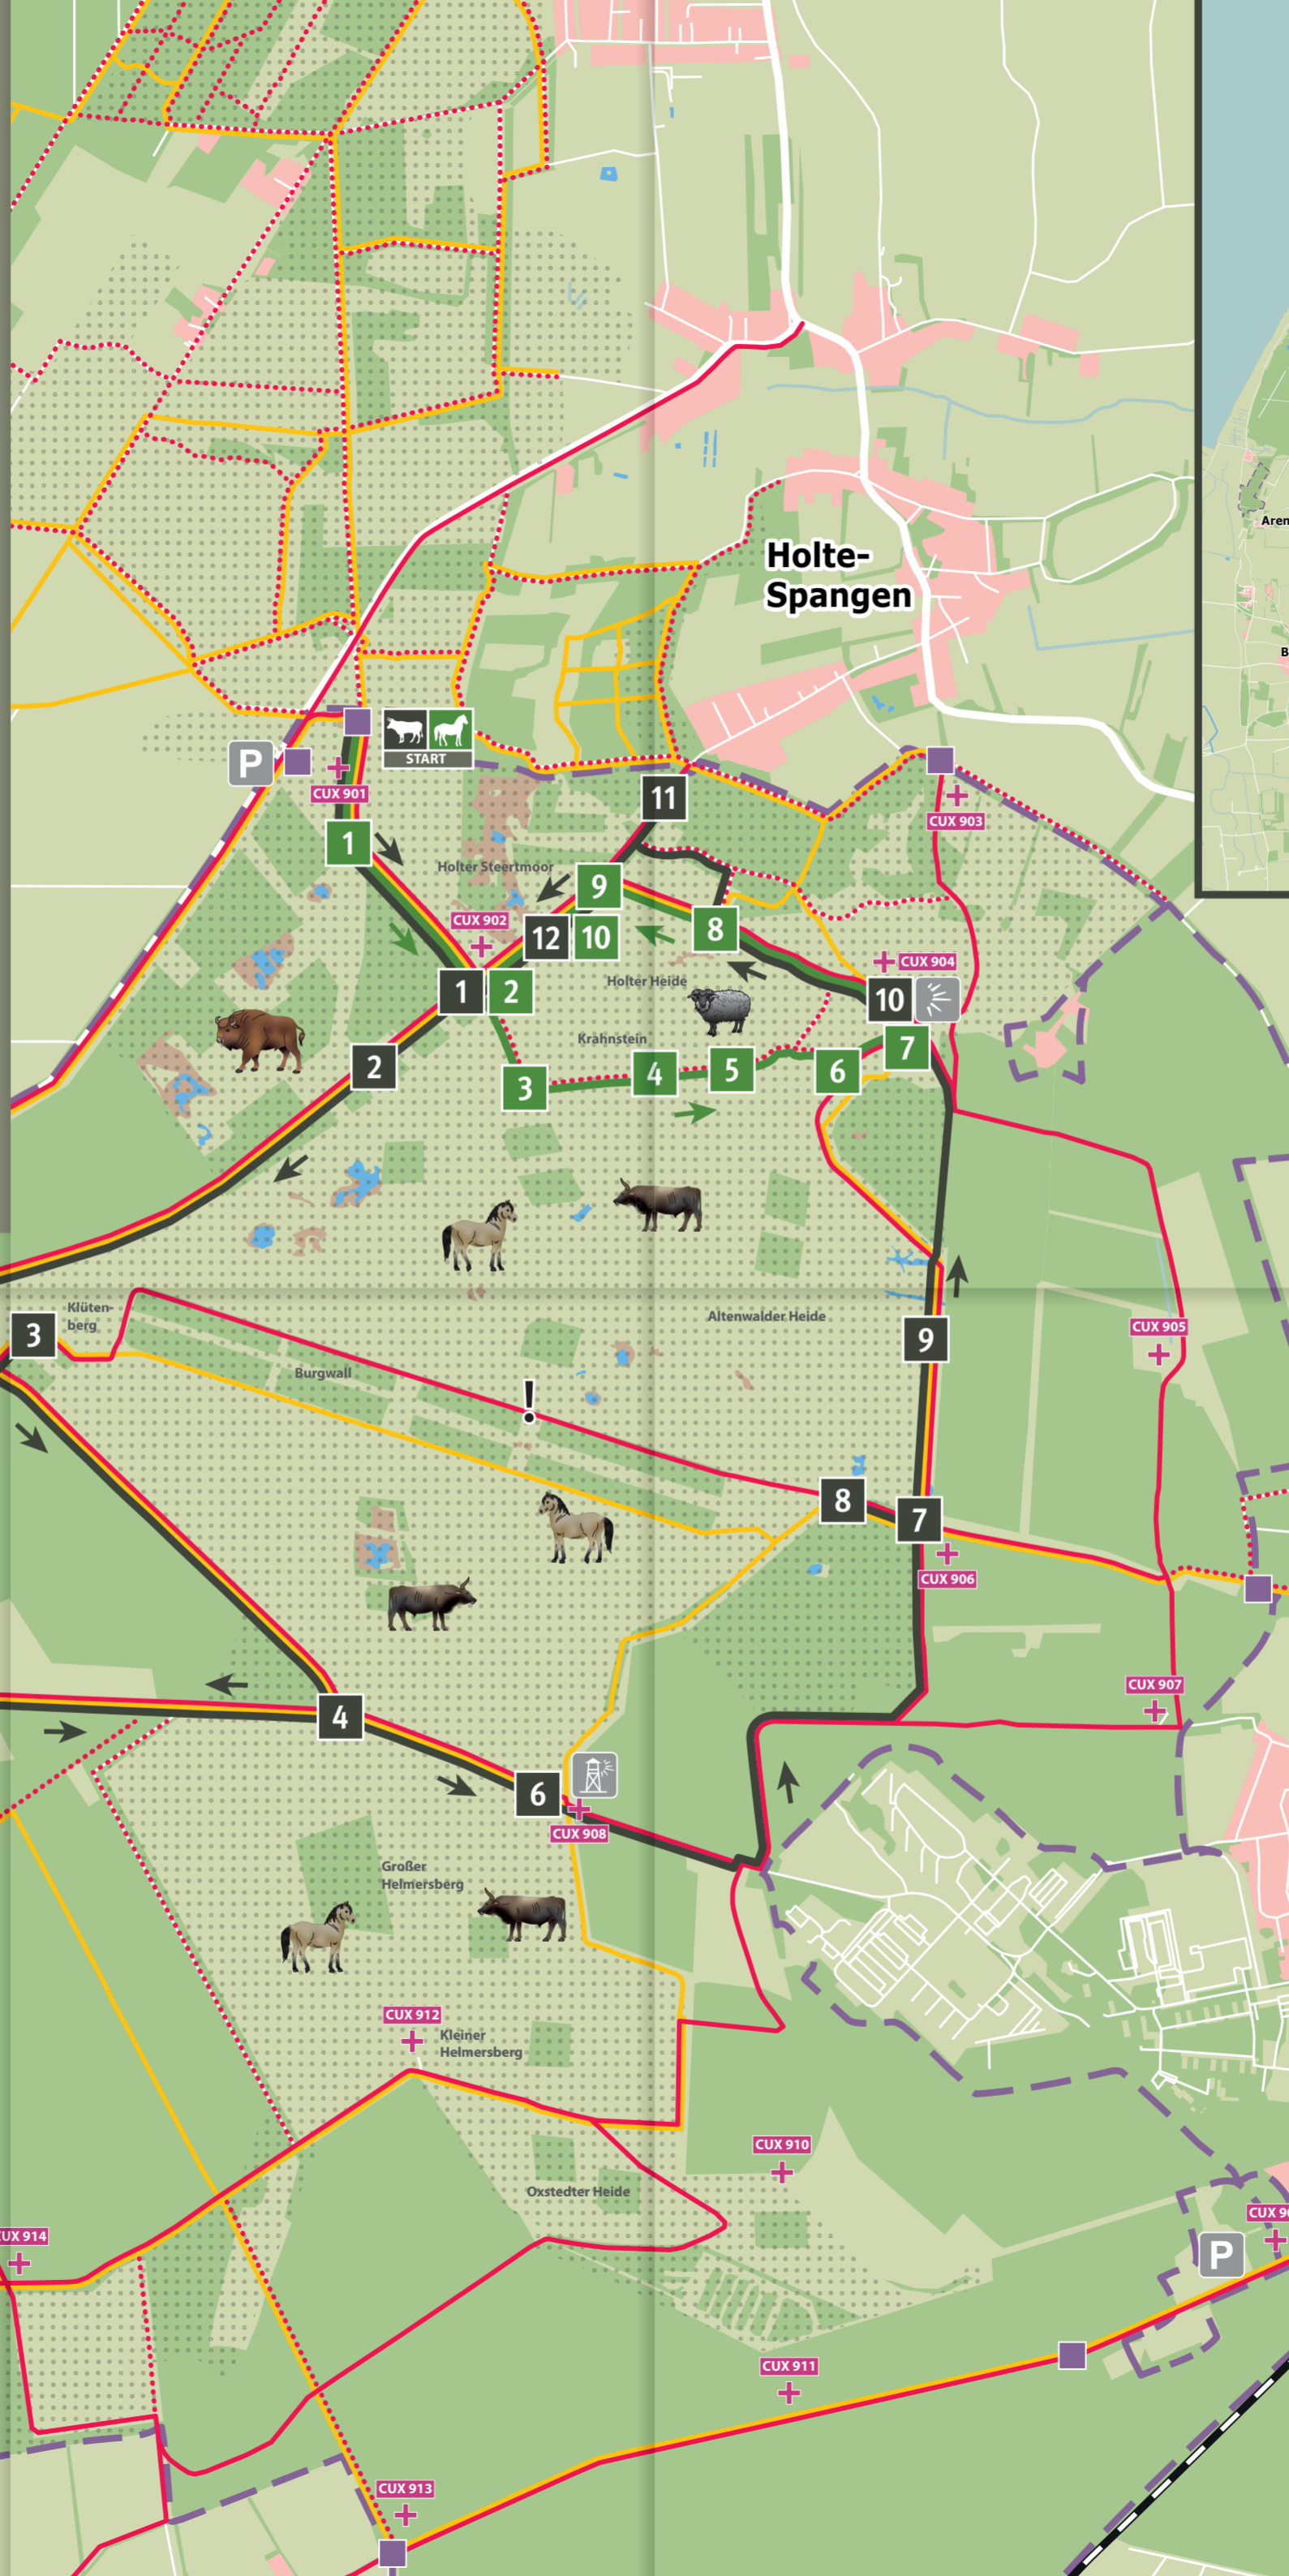 Holte-
Spangen
Aren
B
P
START
CUX 901
1
11
CUX 903
Holter Steertmoor
9
CUX 902
12
10
8
CUX 904
Holter Heide
1
2
10
Krahnstein
7
2
3
4
5
6
Klüten-
berg
3
Altenwalder Heide
CUX 905
9
Burgwall
!
8
7
CUX 906
CUX 907
4
6
CUX 908
Großer
Helmersberg
CUX 912
Kleiner
Helmersberg
CUX 910
Oxstedter Heide
CUX 914
P
CUX 911
CUX 913